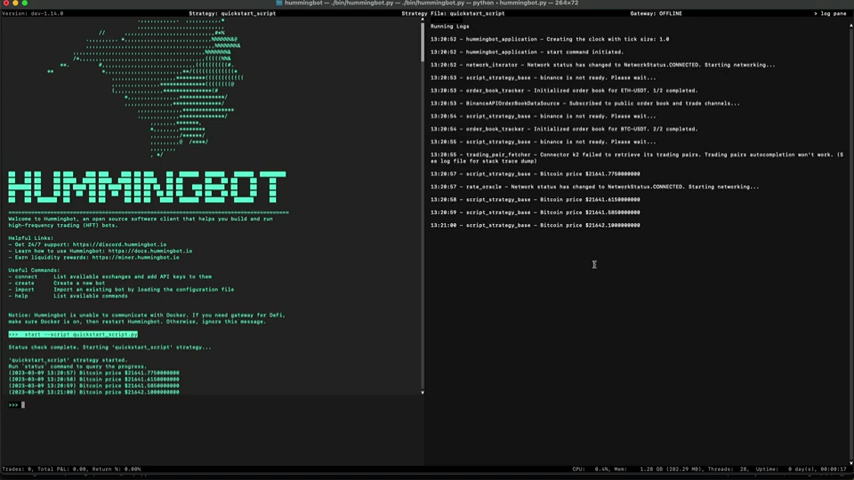 hummingbot — ./bin/hummingbot.py — ./bin/hummingbot.py — python • hummingbot.py — 264×72
Version: dev-1.14.0
Strategy: quickstart_script
Strategy File: quickstart_script
Gateway: OFFLINE
> log pane
HUMMINGBOT
Welcome to Hummingbot, an open source software client that helps you build and run
high-frequency trading (HFT) bots.
Helpful Links:
- Get 24/7 support: https://discord.hummingbot.io
- Learn how to use Hummingbot: https://docs.hummingbot.io
- Earn liquidity rewards: https://miner.hummingbot.io
Useful Commands:
- connect List available exchanges and add API keys to them
- create Create a new bot
- import Import an existing bot by loading the configuration file
- help List available commands
Notice: Hummingbot is unable to communicate with Docker. If you need gateway for DeFi,
make sure Docker is on, then restart Hummingbot. Otherwise, ignore this message.
>>> start --script quickstart_script.py
Status check complete. Starting 'quickstart_script' strategy...
'quickstart_script' strategy started.
Run `status` command to query the progress.
(2023-03-09 13:20:57) Bitcoin price $21641.7750000000
(2023-03-09 13:20:58) Bitcoin price $21641.6150000000
(2023-03-09 13:20:59) Bitcoin price $21641.5850000000
(2023-03-09 13:21:00) Bitcoin price $21642.1000000000
>>>
Running Logs
13:20:52 - hummingbot_application - Creating the clock with tick size: 1.0
13:20:52 - hummingbot_application - start command initiated.
13:20:52 - network_iterator - Network status has changed to NetworkStatus.CONNECTED. Starting networking...
13:20:53 - script_strategy_base - binance is not ready. Please wait...
13:20:53 - order_book_tracker - Initialized order book for ETH-USDT. 1/2 completed.
13:20:53 - BinanceAPIOrderBookDataSource - Subscribed to public order book and trade channels...
13:20:54 - script_strategy_base - binance is not ready. Please wait...
13:20:54 - order_book_tracker - Initialized order book for BTC-USDT. 2/2 completed.
13:20:55 - script_strategy_base - binance is not ready. Please wait...
13:20:55 - trading_pair_fetcher - Connector k2 failed to retrieve its trading pairs. Trading pairs autocompletion won't work. (S
ee log file for stack trace dump)
13:20:57 - script_strategy_base - Bitcoin price $21641.7750000000
13:20:57 - rate_oracle - Network status has changed to NetworkStatus.CONNECTED. Starting networking...
13:20:58 - script_strategy_base - Bitcoin price $21641.6150000000
13:20:59 - script_strategy_base - Bitcoin price $21641.5850000000
13:21:00 - script_strategy_base - Bitcoin price $21642.1000000000
Trades: 0, Total P&L: 0.00, Return %: 0.00%
CPU: 0.4%, Mem: 1.28 GB (202.29 MB), Threads: 28, Uptime: 0 day(s), 00:00:17